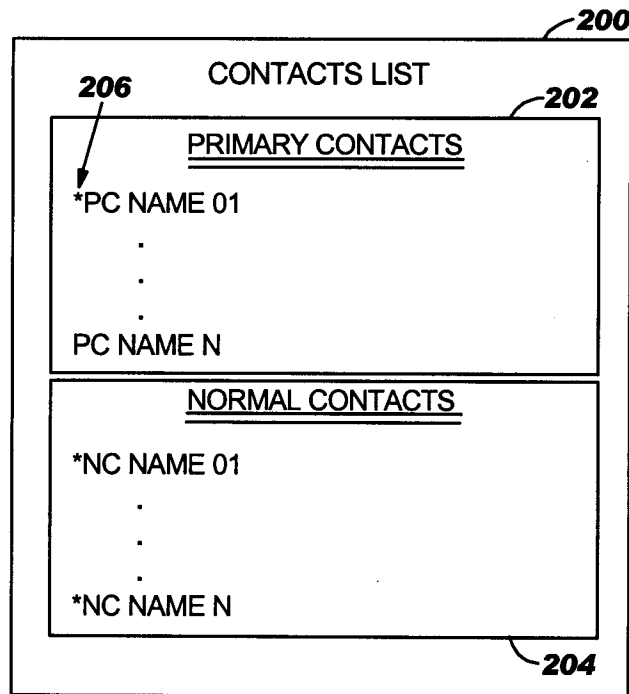 200
CONTACTS LIST
206
202
PRIMARY CONTACTS
*PC NAME 01
.
.
.
PC NAME N
NORMAL CONTACTS
*NC NAME 01
.
.
.
*NC NAME N
204